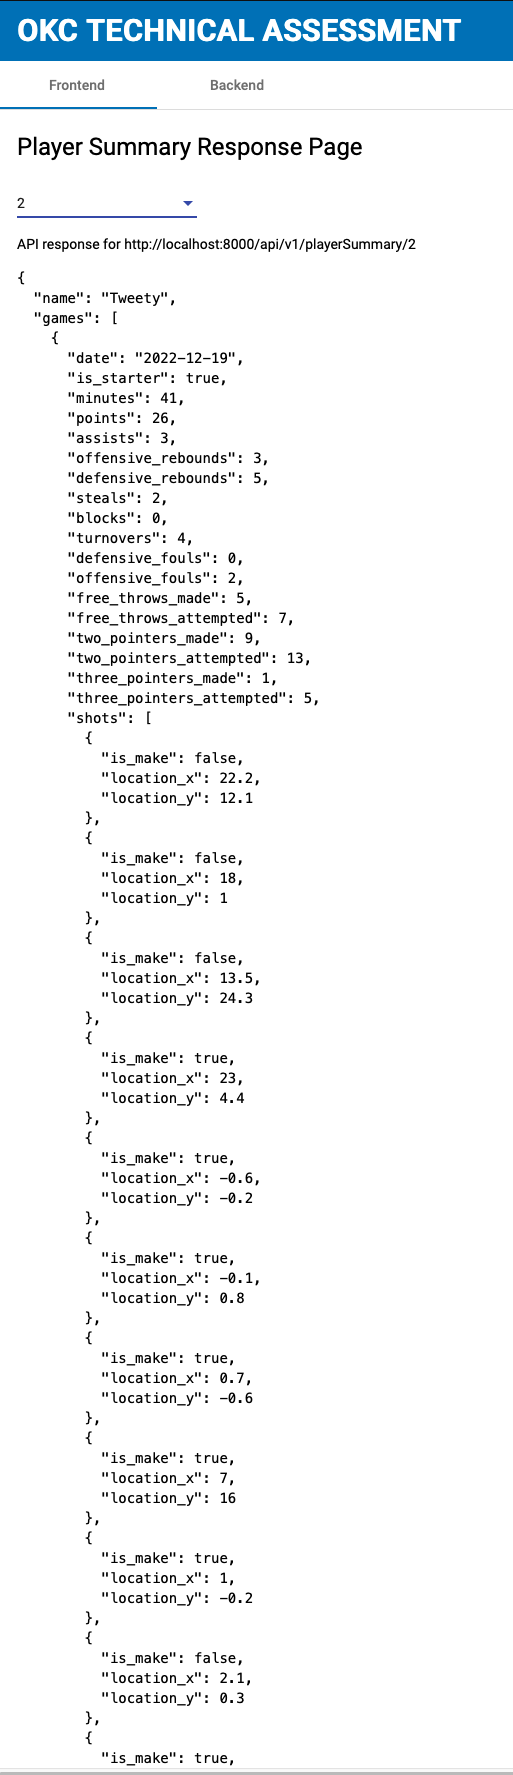 OKC TECHNICAL ASSESSMENT
Frontend Backend
Player Summary Response Page
2
API response for http://localhost:8000/api/v1/playerSummary/2
{
  "name": "Tweety",
  "games": [
    {
      "date": "2022-12-19",
      "is_starter": true,
      "minutes": 41,
      "points": 26,
      "assists": 3,
      "offensive_rebounds": 3,
      "defensive_rebounds": 5,
      "steals": 2,
      "blocks": 0,
      "turnovers": 4,
      "defensive_fouls": 0,
      "offensive_fouls": 2,
      "free_throws_made": 5,
      "free_throws_attempted": 7,
      "two_pointers_made": 9,
      "two_pointers_attempted": 13,
      "three_pointers_made": 1,
      "three_pointers_attempted": 5,
      "shots": [
        {
          "is_make": false,
          "location_x": 22.2,
          "location_y": 12.1
        },
        {
          "is_make": false,
          "location_x": 18,
          "location_y": 1
        },
        {
          "is_make": false,
          "location_x": 13.5,
          "location_y": 24.3
        },
        {
          "is_make": true,
          "location_x": 23,
          "location_y": 4.4
        },
        {
          "is_make": true,
          "location_x": -0.6,
          "location_y": -0.2
        },
        {
          "is_make": true,
          "location_x": -0.1,
          "location_y": 0.8
        },
        {
          "is_make": true,
          "location_x": 0.7,
          "location_y": -0.6
        },
        {
          "is_make": true,
          "location_x": 7,
          "location_y": 16
        },
        {
          "is_make": true,
          "location_x": 1,
          "location_y": -0.2
        },
        {
          "is_make": false,
          "location_x": 2.1,
          "location_y": 0.3
        },
        {
          "is_make": true,